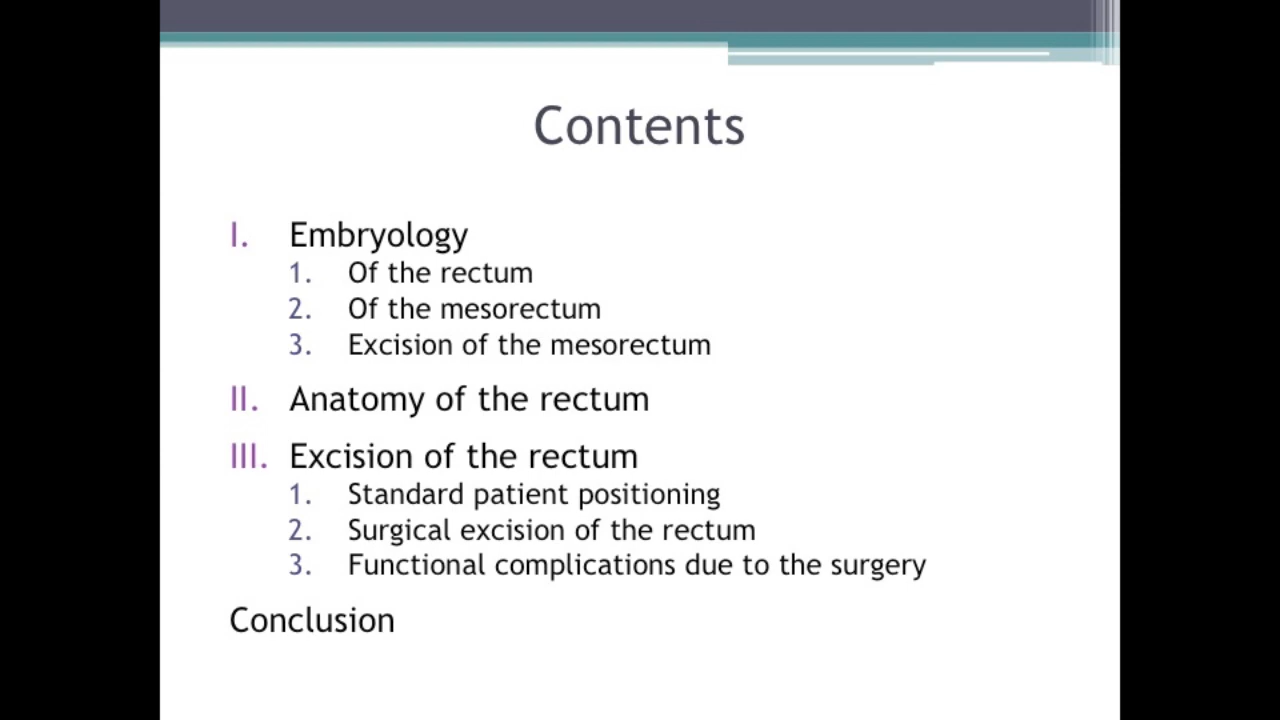 Contents
I. Embryology
1. Of the rectum
2. Of the mesorectum
3. Excision of the mesorectum
II. Anatomy of the rectum
III. Excision of the rectum
1. Standard patient positioning
2. Surgical excision of the rectum
3. Functional complications due to the surgery
Conclusion